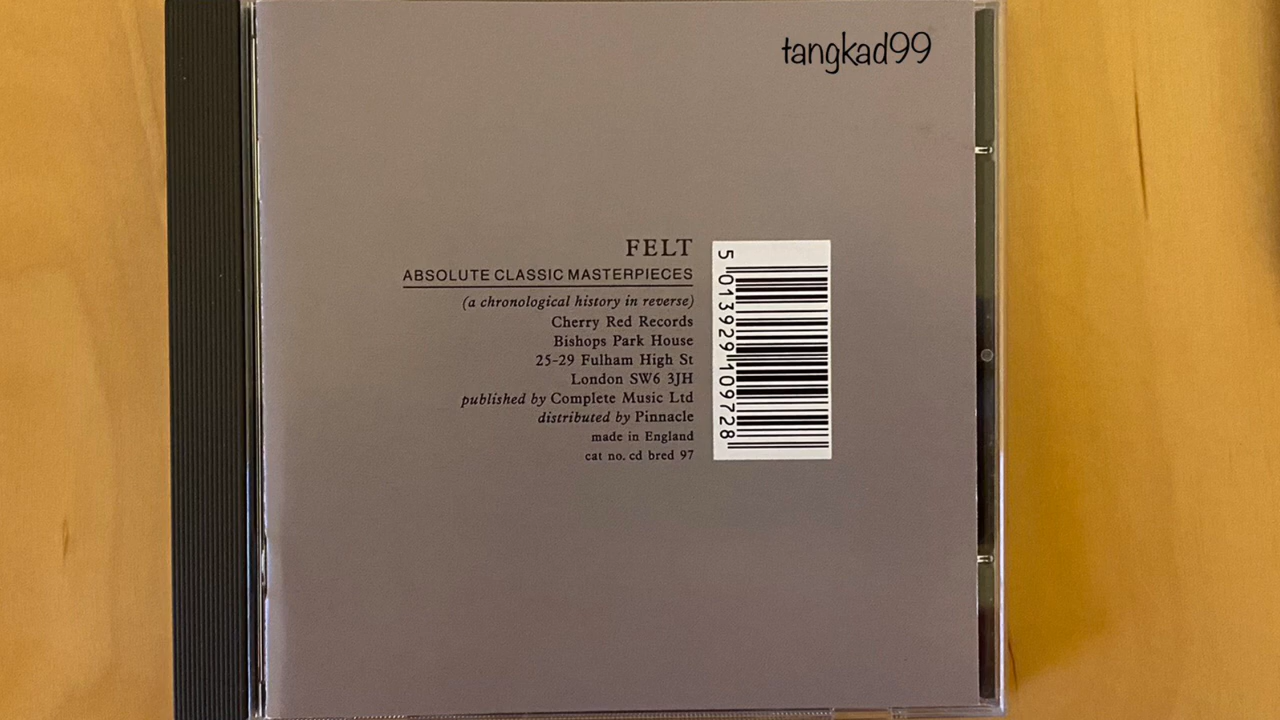 tangkad99
FELT
ABSOLUTE CLASSIC MASTERPIECES
(a chronological history in reverse)
Cherry Red Records
Bishops Park House
25-29 Fulham High St
London SW6 3JH
published by Complete Music Ltd
distributed by Pinnacle
made in England
cat no. cd bred 97
5 013929 109728